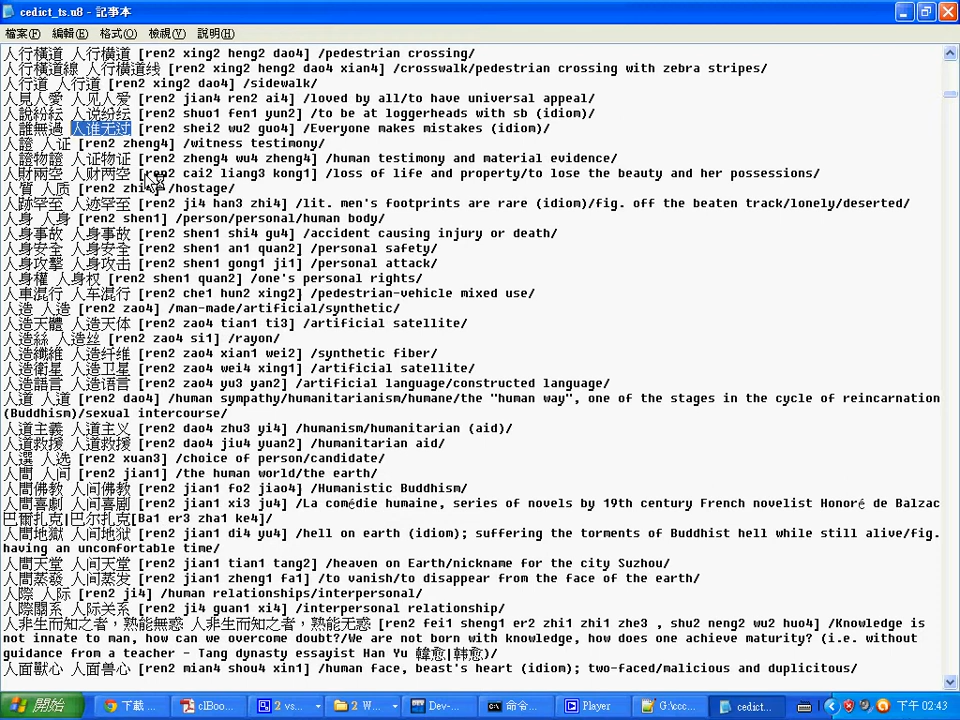 cedict_ts.u8 - 記事本
檔案(F) 編輯(E) 格式(O) 檢視(V) 說明(H)
人行橫道 人行横道 [ren2 xing2 heng2 dao4] /pedestrian crossing/
人行橫道線 人行横道线 [ren2 xing2 heng2 dao4 xian4] /crosswalk/pedestrian crossing with zebra stripes/
人行道 人行道 [ren2 xing2 dao4] /sidewalk/
人見人愛 人见人爱 [ren2 jian4 ren2 ai4] /loved by all/to have universal appeal/
人說紛紜 人说纷纭 [ren2 shuo1 fen1 yun2] /to be at loggerheads with sb (idiom)/
人誰無過 人谁无过 [ren2 shei2 wu2 guo4] /Everyone makes mistakes (idiom)/
人證 人证 [ren2 zheng4] /witness testimony/
人證物證 人证物证 [ren2 zheng4 wu4 zheng4] /human testimony and material evidence/
人財兩空 人财两空 [ren2 cai2 liang3 kong1] /loss of life and property/to lose the beauty and her possessions/
人質 人质 [ren2 zhi4] /hostage/
人跡罕至 人迹罕至 [ren2 ji4 han3 zhi4] /lit. men's footprints are rare (idiom)/fig. off the beaten track/lonely/deserted/
人身 人身 [ren2 shen1] /person/personal/human body/
人身事故 人身事故 [ren2 shen1 shi4 gu4] /accident causing injury or death/
人身安全 人身安全 [ren2 shen1 an1 quan2] /personal safety/
人身攻擊 人身攻击 [ren2 shen1 gong1 ji1] /personal attack/
人身權 人身权 [ren2 shen1 quan2] /one's personal rights/
人車混行 人车混行 [ren2 che1 hun2 xing2] /pedestrian-vehicle mixed use/
人造 人造 [ren2 zao4] /man-made/artificial/synthetic/
人造天體 人造天体 [ren2 zao4 tian1 ti3] /artificial satellite/
人造絲 人造丝 [ren2 zao4 si1] /rayon/
人造纖維 人造纤维 [ren2 zao4 xian1 wei2] /synthetic fiber/
人造衛星 人造卫星 [ren2 zao4 wei4 xing1] /artificial satellite/
人造語言 人造语言 [ren2 zao4 yu3 yan2] /artificial language/constructed language/
人道 人道 [ren2 dao4] /human sympathy/humanitarianism/humane/the "human way", one of the stages in the cycle of reincarnation
(Buddhism)/sexual intercourse/
人道主義 人道主义 [ren2 dao4 zhu3 yi4] /humanism/humanitarian (aid)/
人道救援 人道救援 [ren2 dao4 jiu4 yuan2] /humanitarian aid/
人選 人选 [ren2 xuan3] /choice of person/candidate/
人間 人间 [ren2 jian1] /the human world/the earth/
人間佛教 人间佛教 [ren2 jian1 fo2 jiao4] /Humanistic Buddhism/
人間喜劇 人间喜剧 [ren2 jian1 xi3 ju4] /La comédie humaine, series of novels by 19th century French novelist Honoré de Balzac
巴爾扎克|巴尔扎克[Ba1 er3 zha1 ke4]/
人間地獄 人间地狱 [ren2 jian1 di4 yu4] /hell on earth (idiom); suffering the torments of Buddhist hell while still alive/fig.
having an uncomfortable time/
人間天堂 人间天堂 [ren2 jian1 tian1 tang2] /heaven on Earth/nickname for the city Suzhou/
人間蒸發 人间蒸发 [ren2 jian1 zheng1 fa1] /to vanish/to disappear from the face of the earth/
人際 人际 [ren2 ji4] /human relationships/interpersonal/
人際關系 人际关系 [ren2 ji4 guan1 xi4] /interpersonal relationship/
人非生而知之者，熟能無惑 人非生而知之者，熟能无惑 [ren2 fei1 sheng1 er2 zhi1 zhi1 zhe3 , shu2 neng2 wu2 huo4] /Knowledge is
not innate to man, how can we overcome doubt?/We are not born with knowledge, how does one achieve maturity? (i.e. without
guidance from a teacher - Tang dynasty essayist Han Yu 韓愈|韩愈)/
人面獸心 人面兽心 [ren2 mian4 shou4 xin1] /human face, beast's heart (idiom); two-faced/malicious and duplicitous/
開始 下載 ... clBoo... 2 vs... 2 W... Dev-... 命令... Player G:\ccc... cedict... 下午 02:43